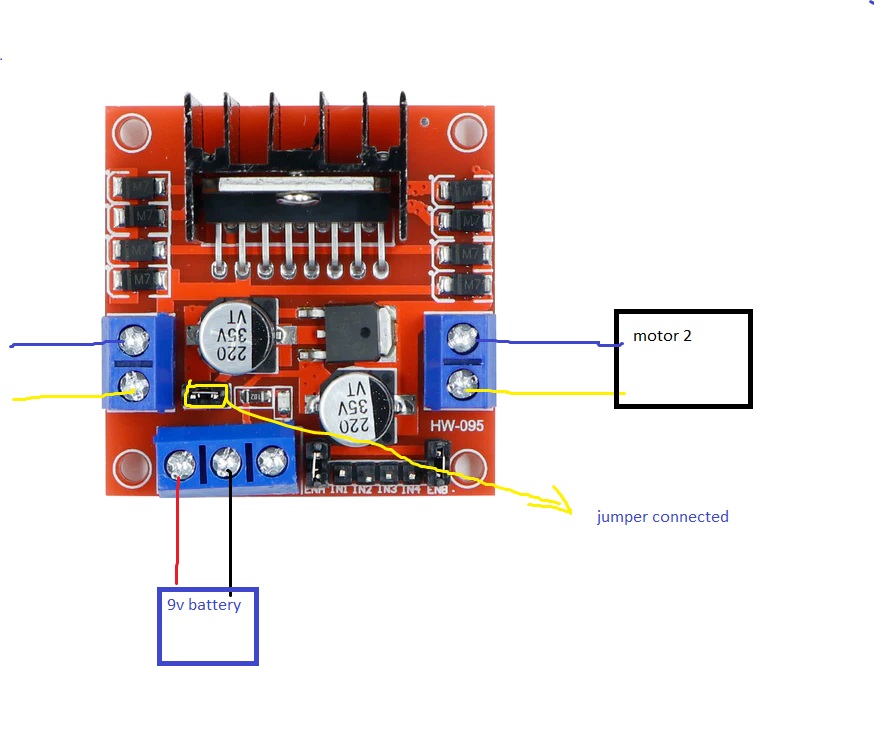 M7
M7
M7
M7
M7
M7
M7
M7
220
35V
VT
motor 2
220
35V
VT
HW-095
ENA IN1 IN2 IN3 IN4 ENB
jumper connected
9v battery